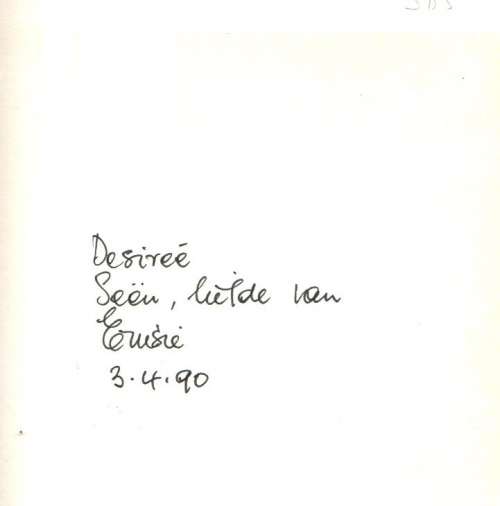 Desireé
Seën, liefde van
3.4.90